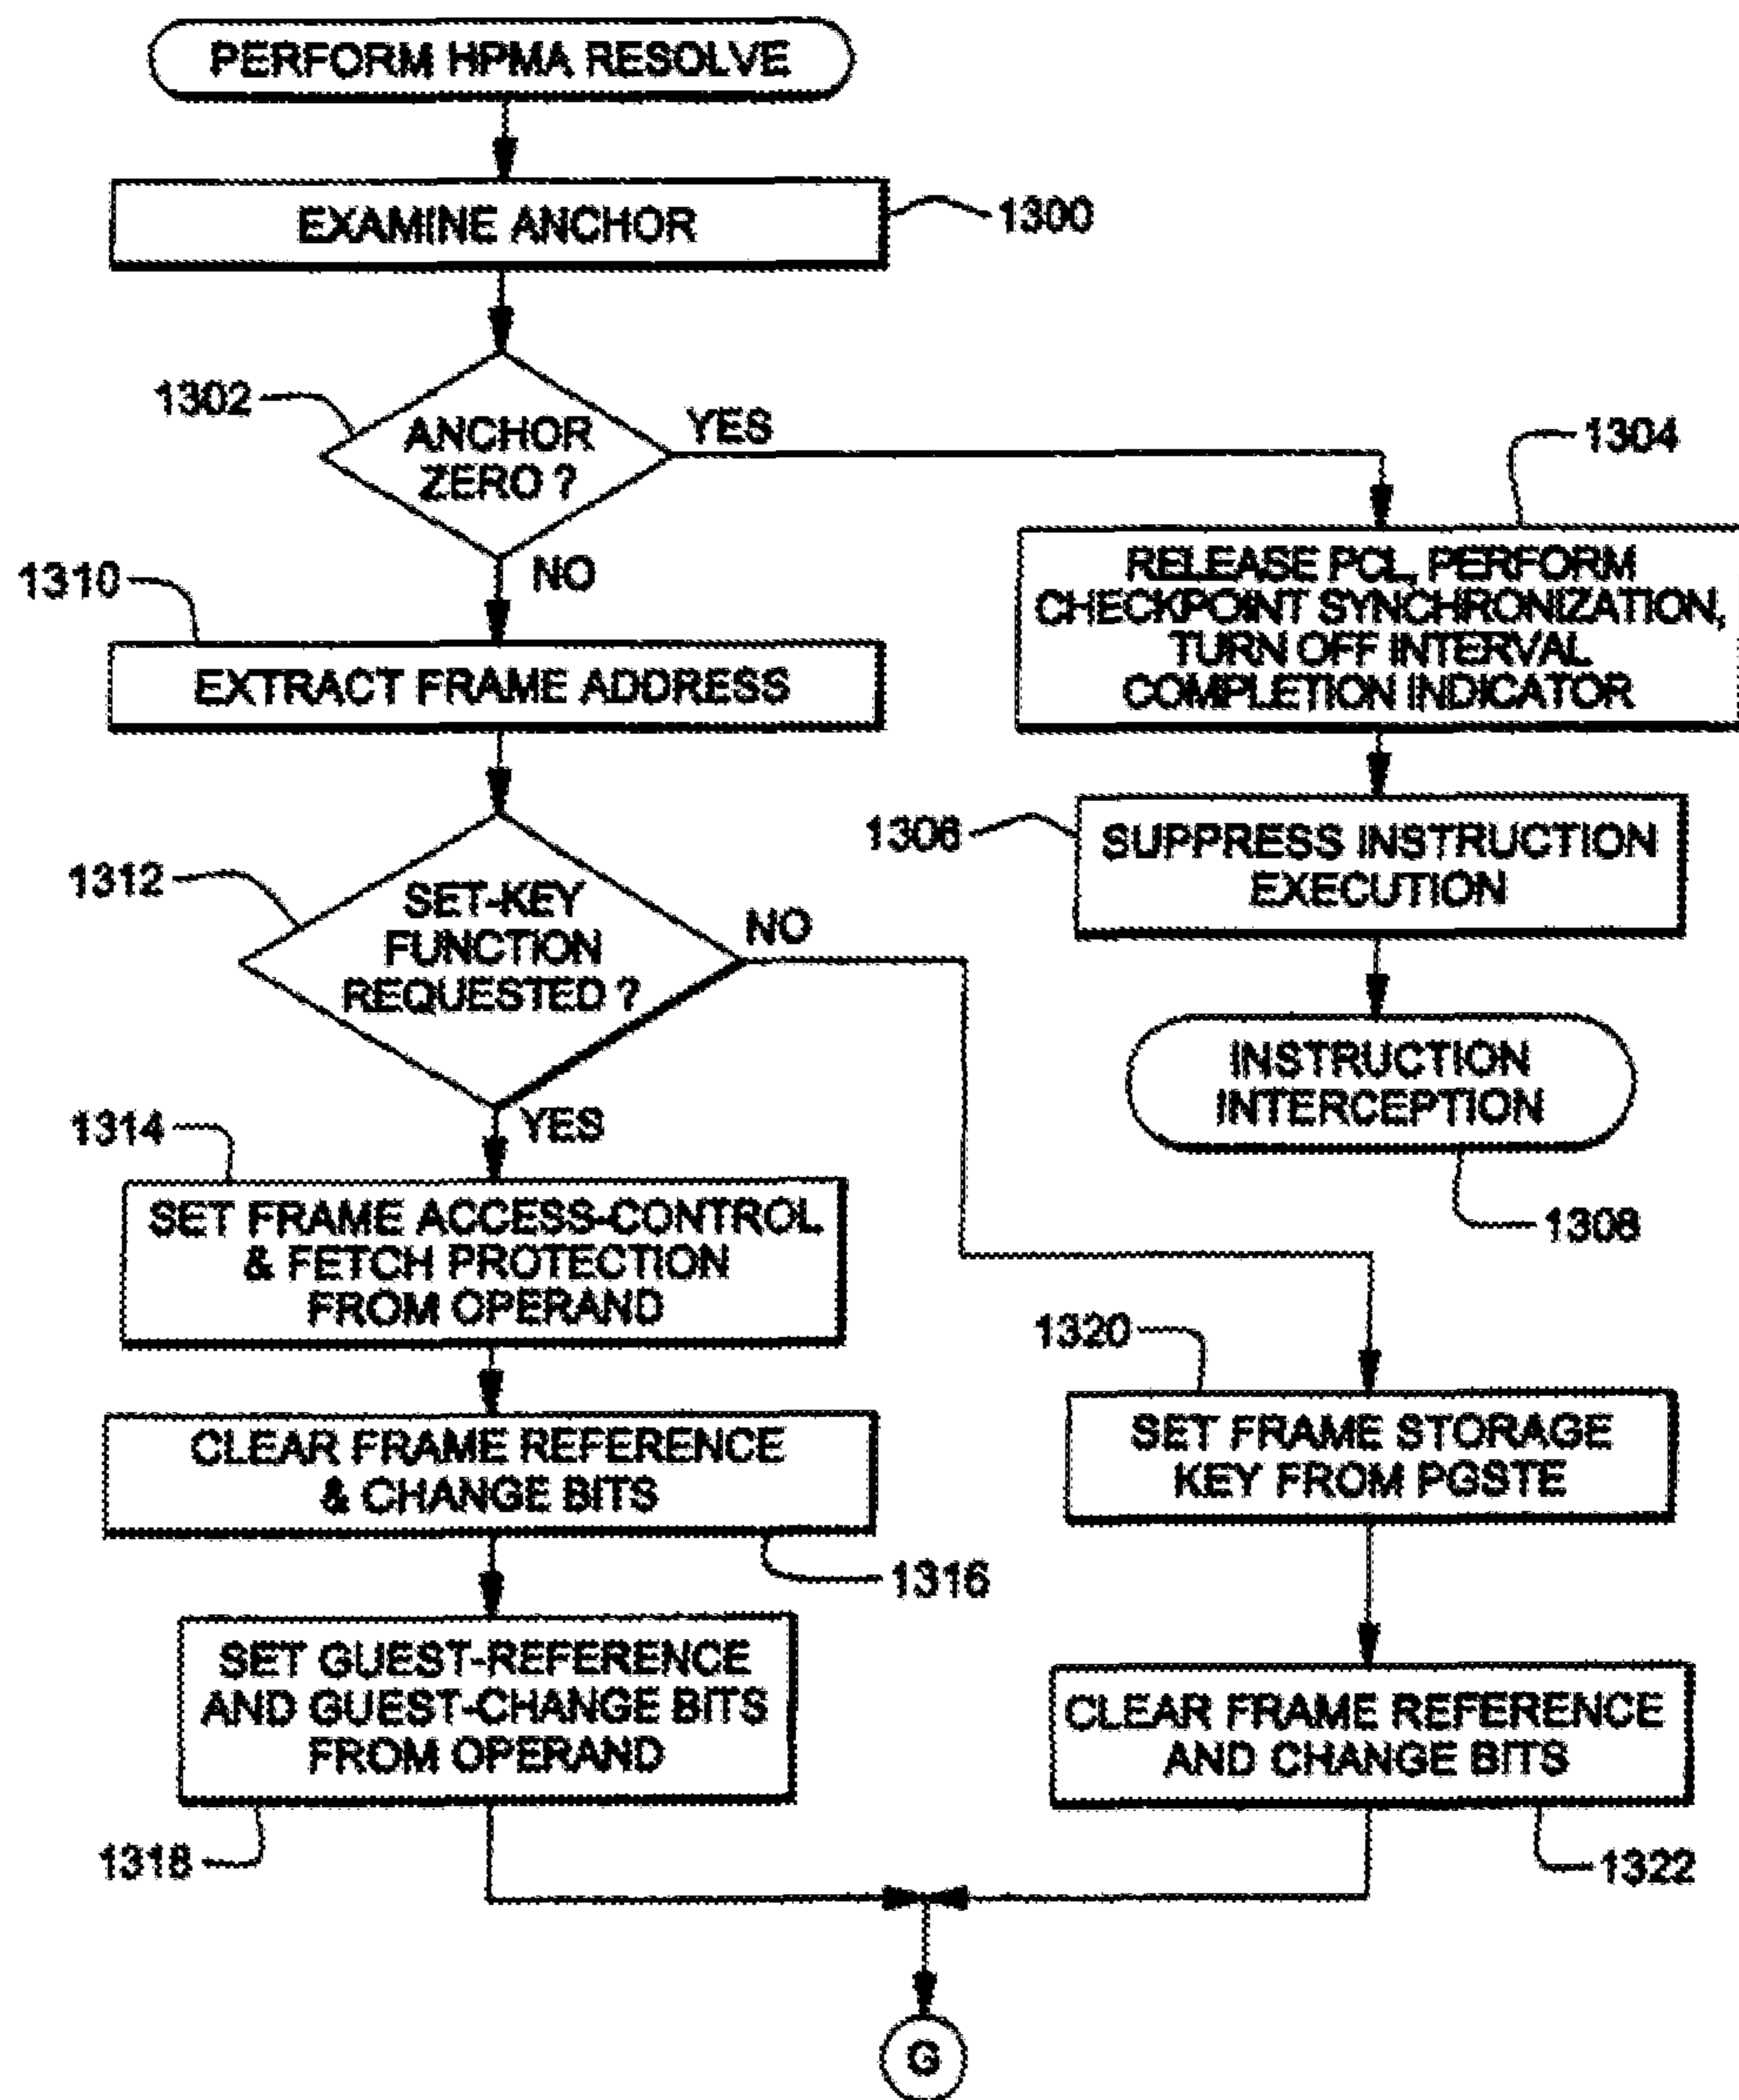 PERFORM HPMA RESOLVE
EXAMINE ANCHOR
1300
1302
ANCHOR
ZERO ?
YES
NO
1304
RELEASE PCL, PERFORM
CHECKPOINT SYNCHRONIZATION,
TURN OFF INTERVAL
COMPLETION INDICATOR
1306
SUPPRESS INSTRUCTION
EXECUTION
INSTRUCTION
INTERCEPTION
1308
1310
EXTRACT FRAME ADDRESS
1312
SET-KEY
FUNCTION
REQUESTED ?
NO
YES
1314
SET FRAME ACCESS-CONTROL
& FETCH PROTECTION
FROM OPERAND
CLEAR FRAME REFERENCE
& CHANGE BITS
1316
SET GUEST-REFERENCE
AND GUEST-CHANGE BITS
FROM OPERAND
1318
1320
SET FRAME STORAGE
KEY FROM PGSTE
CLEAR FRAME REFERENCE
AND CHANGE BITS
1322
G